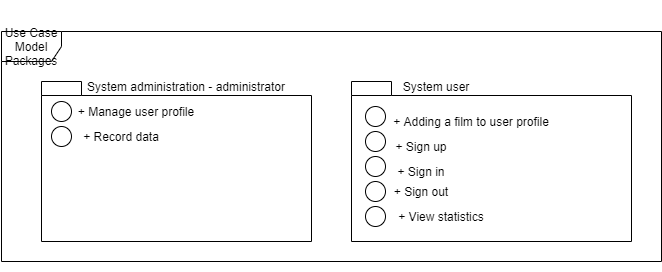 Use Case
Model
Packages
System administration - administrator
+ Manage user profile
+ Record data
System user
+ Adding a film to user profile
+ Sign up
+ Sign in
+ Sign out
+ View statistics